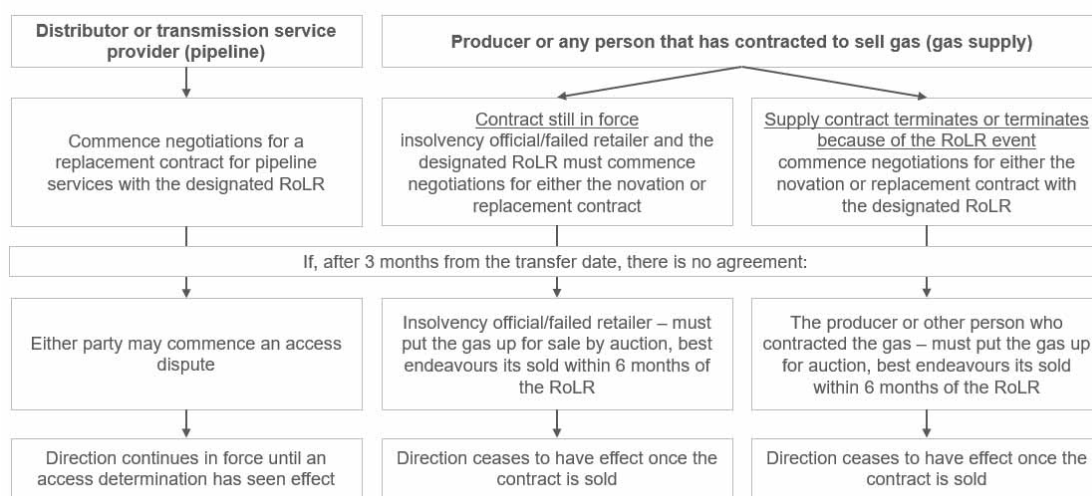 Distributor or transmission service
provider (pipeline)
Producer or any person that has contracted to sell gas (gas supply)
Commence negotiations for a
replacement contract for pipeline
services with the designated RoLR
Contract still in force
insolvency official/failed retailer and the
designated RoLR must commence
negotiations for either the novation or
replacement contract
Supply contract terminates or terminates
because of the RoLR event
commence negotiations for either the
novation or replacement contract with
the designated RoLR
If, after 3 months from the transfer date, there is no agreement:
Either party may commence an access
dispute
Insolvency official/failed retailer – must
put the gas up for sale by auction, best
endeavours its sold within 6 months of
the RoLR
The producer or other person who
contracted the gas – must put the gas up
for auction, best endeavours its sold
within 6 months of the RoLR
Direction continues in force until an
access determination has seen effect
Direction ceases to have effect once the
contract is sold
Direction ceases to have effect once the
contract is sold